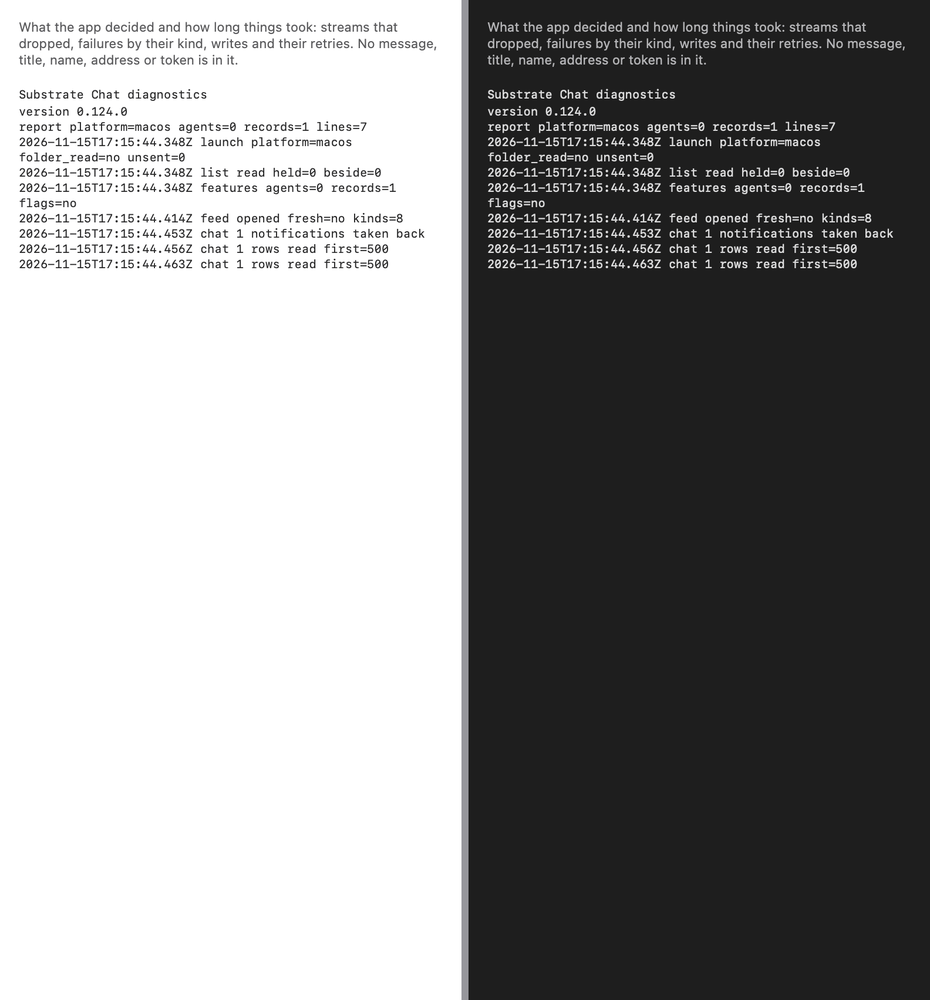 What the app decided and how long things took: streams that
dropped, failures by their kind, writes and their retries. No message,
title, name, address or token is in it.
Substrate Chat diagnostics
version 0.124.0
report platform=macos agents=0 records=1 lines=7
2026-11-15T17:15:44.348Z launch platform=macos
folder_read=no unsent=0
2026-11-15T17:15:44.348Z list read held=0 beside=0
2026-11-15T17:15:44.348Z features agents=0 records=1
flags=no
2026-11-15T17:15:44.414Z feed opened fresh=no kinds=8
2026-11-15T17:15:44.453Z chat 1 notifications taken back
2026-11-15T17:15:44.456Z chat 1 rows read first=500
2026-11-15T17:15:44.463Z chat 1 rows read first=500
What the app decided and how long things took: streams that
dropped, failures by their kind, writes and their retries. No message,
title, name, address or token is in it.
Substrate Chat diagnostics
version 0.124.0
report platform=macos agents=0 records=1 lines=7
2026-11-15T17:15:44.348Z launch platform=macos
folder_read=no unsent=0
2026-11-15T17:15:44.348Z list read held=0 beside=0
2026-11-15T17:15:44.348Z features agents=0 records=1
flags=no
2026-11-15T17:15:44.414Z feed opened fresh=no kinds=8
2026-11-15T17:15:44.453Z chat 1 notifications taken back
2026-11-15T17:15:44.456Z chat 1 rows read first=500
2026-11-15T17:15:44.463Z chat 1 rows read first=500